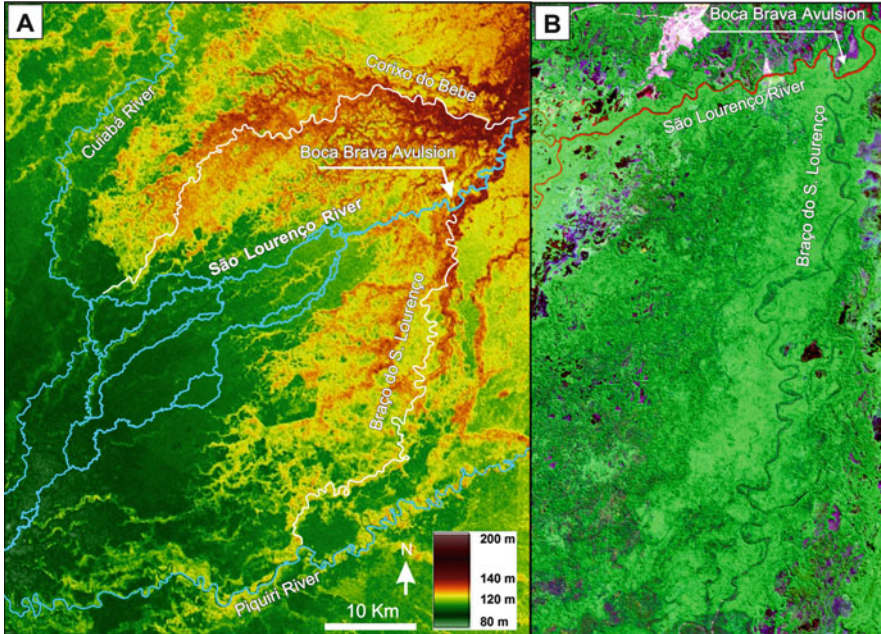 A
Cuiabá River
Corixo do Bebe
Boca Brava Avulsion
São Lourenço River
Braço do S. Lourenço
Piquiri River
10 Km
N
200 m
140 m
120 m
80 m
B
Boca Brava Avulsion
São Lourenço River
Braço do S. Lourenço